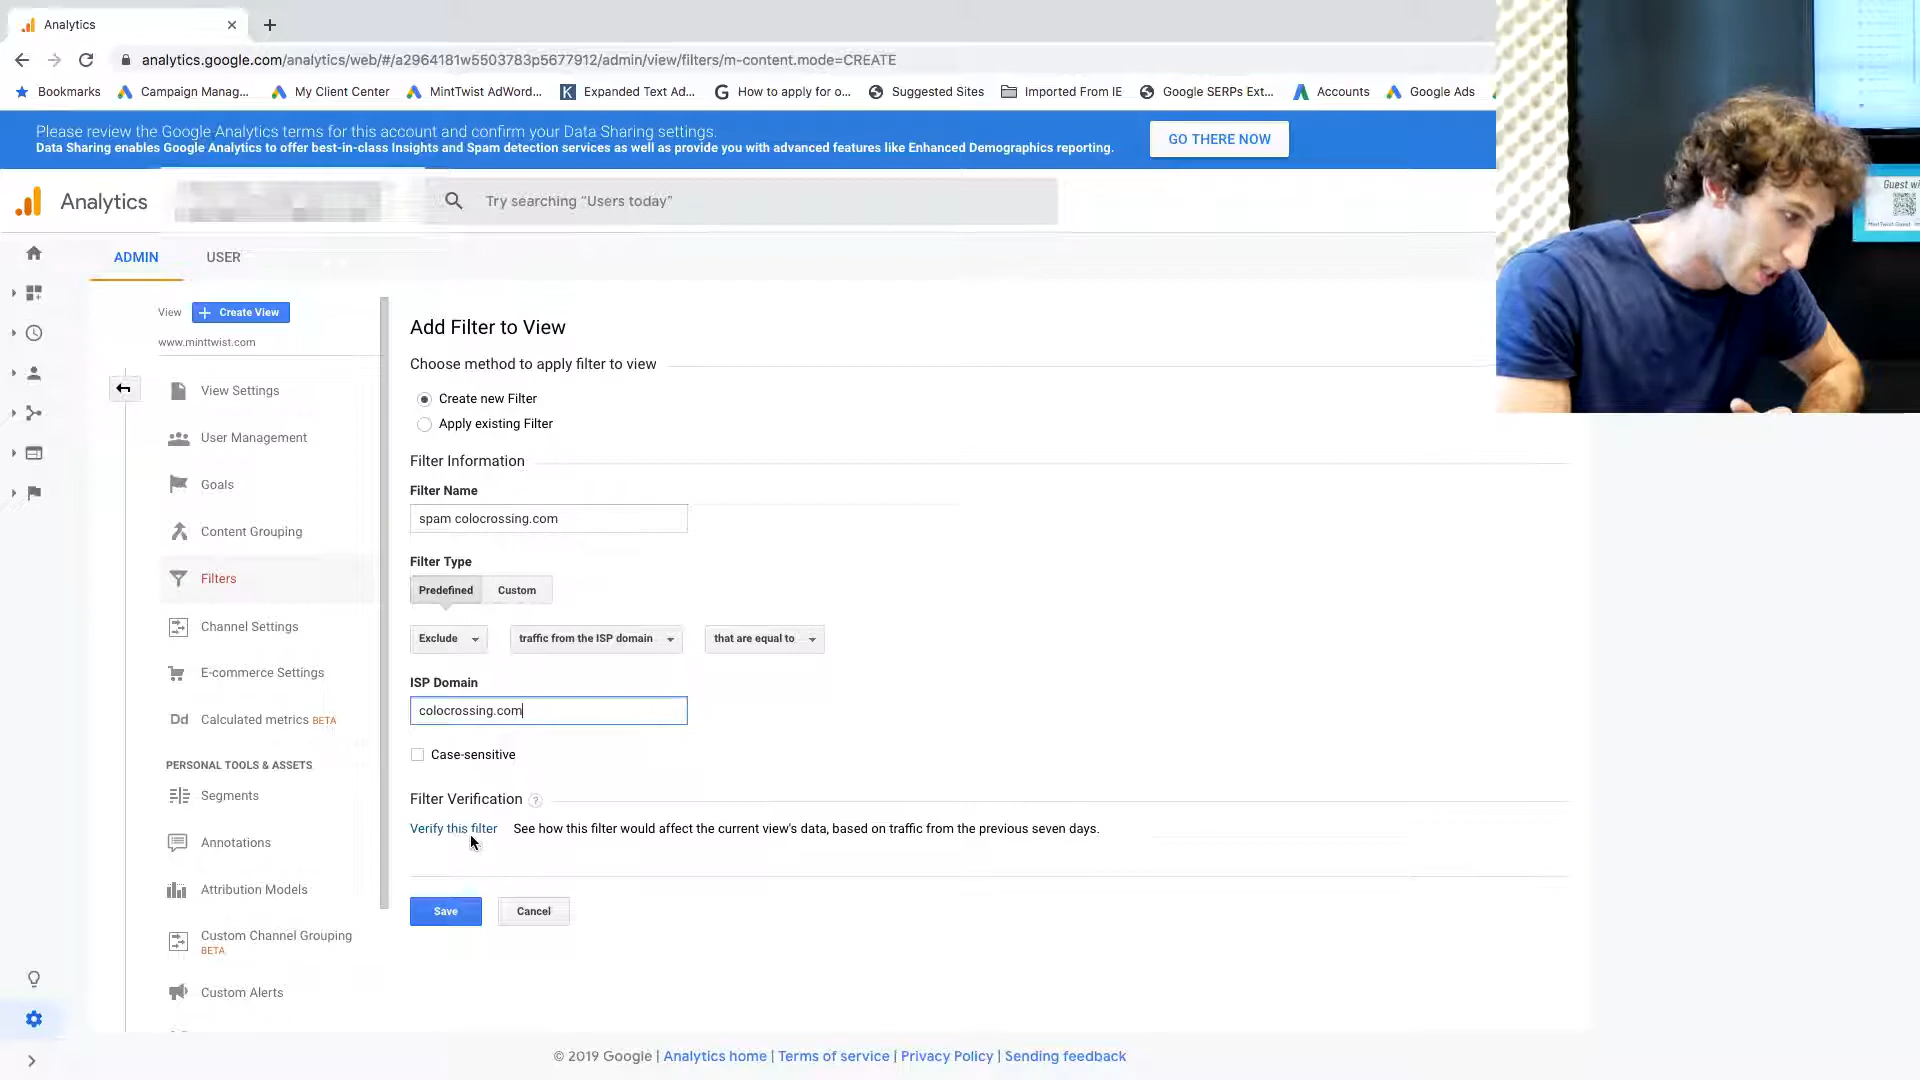 Analytics
analytics.google.com/analytics/web/#/a2964181w5503783p5677912/admin/view/filters/m-content.mode=CREATE
Bookmarks Campaign Manag... My Client Center MintTwist AdWord... Expanded Text Ad... How to apply for o... Suggested Sites Imported From IE Google SERPs Ext... Accounts Google Ads
Please review the Google Analytics terms for this account and confirm your Data Sharing settings.
Data Sharing enables Google Analytics to offer best-in-class Insights and Spam detection services as well as provide you with advanced features like Enhanced Demographics reporting.
GO THERE NOW
Analytics
Try searching “Users today”
ADMIN USER
View + Create View
www.minttwist.com
View Settings
User Management
Goals
Content Grouping
Filters
Channel Settings
E-commerce Settings
Dd Calculated metrics BETA
PERSONAL TOOLS & ASSETS
Segments
Annotations
Attribution Models
Custom Channel Grouping
BETA
Custom Alerts
Add Filter to View
Choose method to apply filter to view
Create new Filter
Apply existing Filter
Filter Information
Filter Name
spam colocrossing.com
Filter Type
Predefined Custom
Exclude traffic from the ISP domain that are equal to
ISP Domain
colocrossing.com
Case-sensitive
Filter Verification ?
Verify this filter See how this filter would affect the current view's data, based on traffic from the previous seven days.
Save Cancel
© 2019 Google | Analytics home | Terms of service | Privacy Policy | Sending feedback
Guest wi